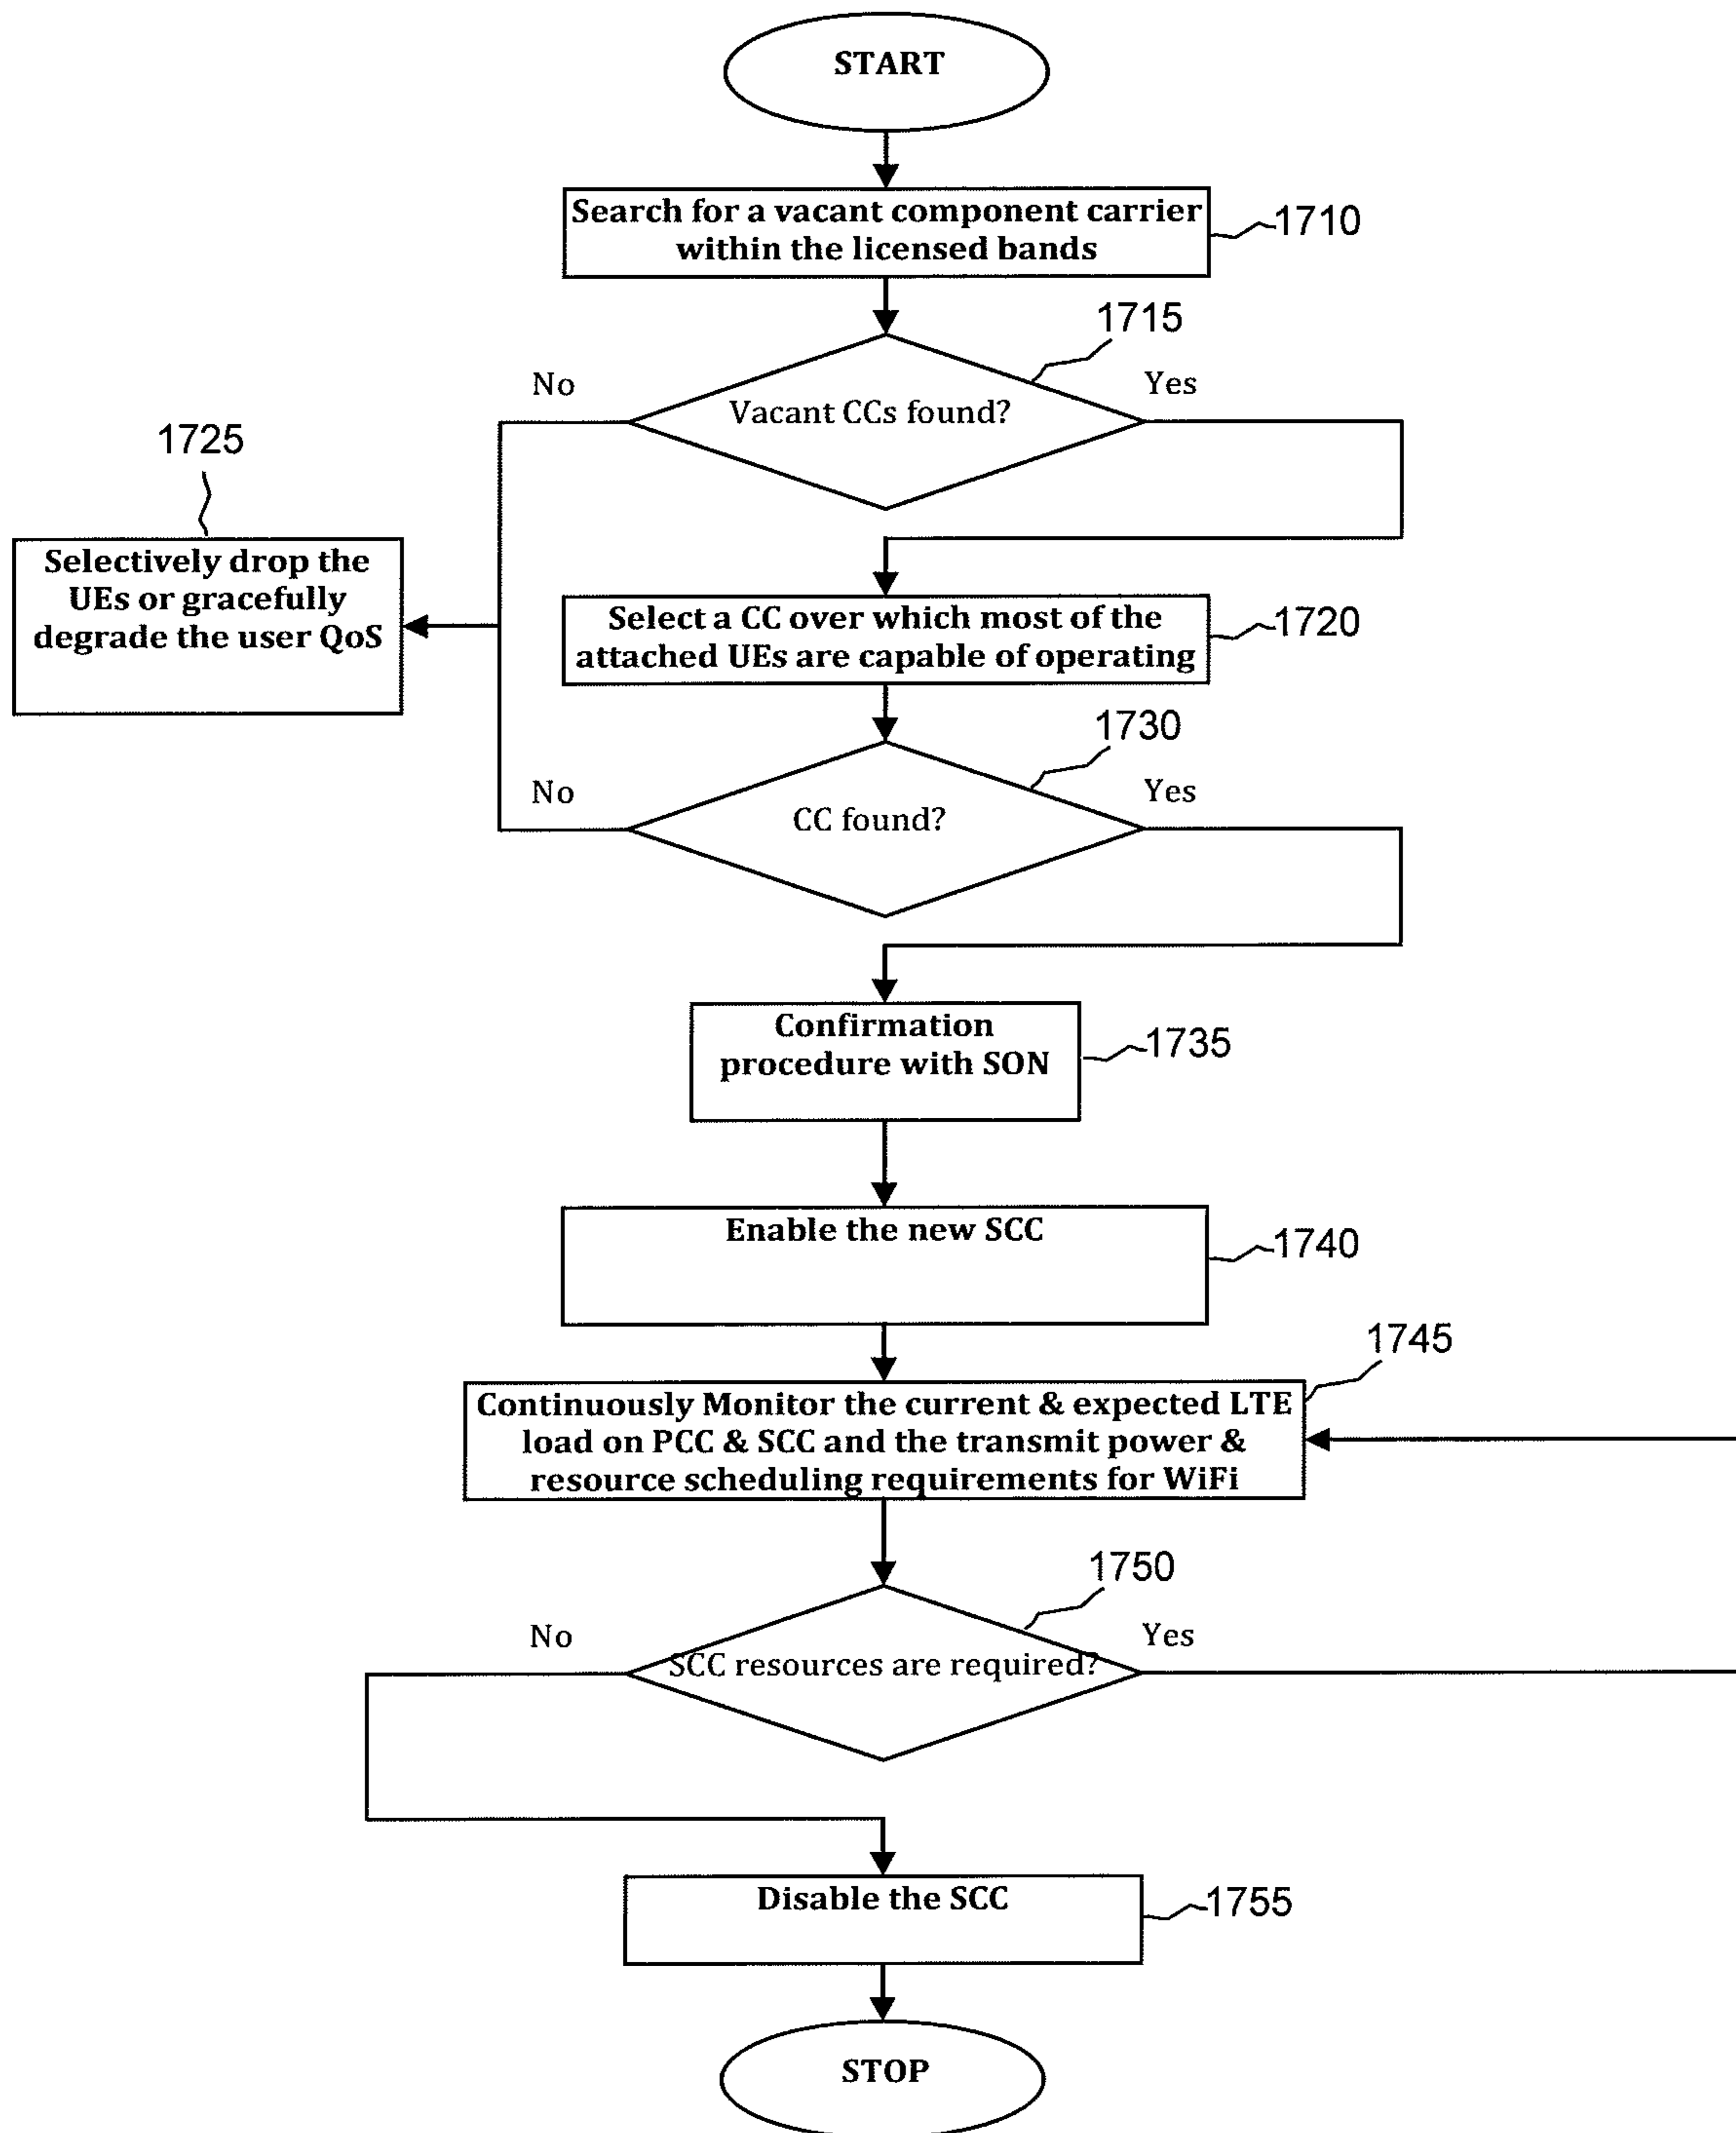 START
Search for a vacant component carrier
within the licensed bands
1710
1715
No
Yes
Vacant CCs found?
1725
Selectively drop the
UEs or gracefully
degrade the user QoS
Select a CC over which most of the
attached UEs are capable of operating
1720
1730
No
Yes
CC found?
Confirmation
procedure with SON
1735
Enable the new SCC
1740
1745
Continuously Monitor the current & expected LTE
load on PCC & SCC and the transmit power &
resource scheduling requirements for WiFi
1750
No
Yes
SCC resources are required?
Disable the SCC
1755
STOP